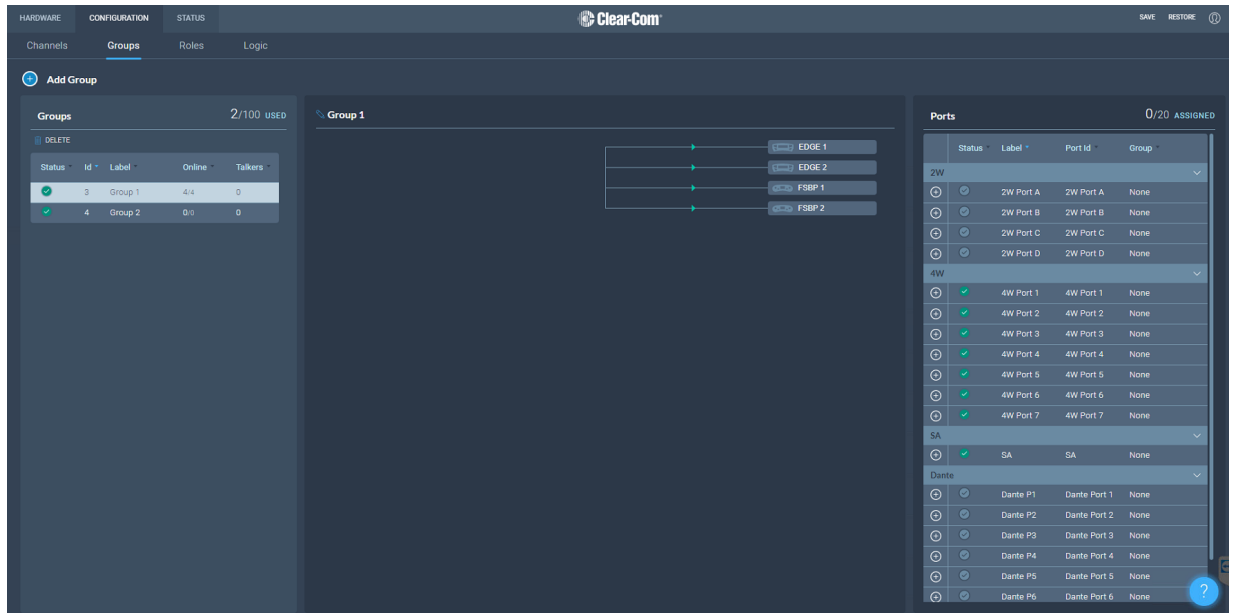 HARDWARE CONFIGURATION STATUS Clear-Com SAVE RESTORE
Channels Groups Roles Logic
Add Group
Groups 2/100 USED
DELETE
Status Id Label Online Talkers
3 Group 1 4/4 0
4 Group 2 0/0 0
Group 1
EDGE 1
EDGE 2
FSBP 1
FSBP 2
Ports 0/20 ASSIGNED
Status Label Port Id Group
2W
2W Port A 2W Port A None
2W Port B 2W Port B None
2W Port C 2W Port C None
2W Port D 2W Port D None
4W
4W Port 1 4W Port 1 None
4W Port 2 4W Port 2 None
4W Port 3 4W Port 3 None
4W Port 4 4W Port 4 None
4W Port 5 4W Port 5 None
4W Port 6 4W Port 6 None
4W Port 7 4W Port 7 None
SA
SA SA None
Dante
Dante P1 Dante Port 1 None
Dante P2 Dante Port 2 None
Dante P3 Dante Port 3 None
Dante P4 Dante Port 4 None
Dante P5 Dante Port 5 None
Dante P6 Dante Port 6 None
?